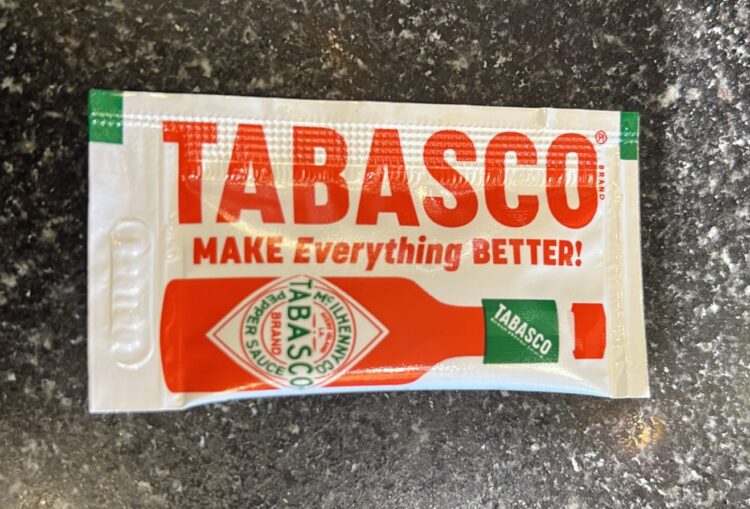 TABASCO®
BRAND
MAKE Everything BETTER!
McILHENNY CO.
TABASCO
BRAND
PEPPER SAUCE
TABASCO